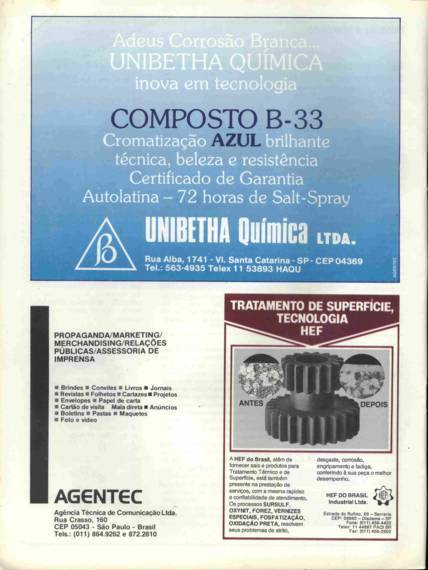 Adeus Corrosão Branca...
UNIBETHA QUÍMICA
inova em tecnologia
COMPOSTO B-33
Cromatização AZUL brilhante
técnica, beleza e resistência
Certificado de Garantia
Autolatina – 72 horas de Salt-Spray
UNIBETHA Química LTDA.
Rua Alba, 1741 - Vl. Santa Catarina - SP - CEP 04369
Tel.: 563-4935 Telex 11 53893 HAQU
AGENTEC
PROPAGANDA/MARKETING/
MERCHANDISING/RELAÇÕES
PÚBLICAS/ASSESSORIA DE
IMPRENSA
■ Brindes ■ Convites ■ Livros ■ Jornais
■ Revistas ■ Folhetos ■ Cartazes ■ Projetos
■ Envelopes ■ Papel de carta
■ Cartão de visita Mala direta ■ Anúncios
■ Boletins ■ Pastas ■ Maquetes
■ Foto e vídeo
AGENTEC
Agência Técnica de Comunicação Ltda.
Rua Crasso, 160
CEP 05043 - São Paulo - Brasil
Tels.: (011) 864.9262 e 872.2810
TRATAMENTO DE SUPERFÍCIE,
TECNOLOGIA
HEF
ANTES
DEPOIS
A HEF do Brasil, além de
fornecer sais e produtos para
Tratamento Térmico e de
Superfície, está também
presente na prestação de
serviços, com a mesma rapidez
e confiabilidade de atendimento.
Os processos SURSULF,
OXYNIT, FOREZ, VERNIZES
ESPECIAIS, FOSFATIZAÇÃO,
OXIDAÇÃO PRETA, resolvem
seus problemas de atrito,
desgaste, corrosão,
engripamento e fadiga,
conferindo à sua peça o melhor
desempenho.
HEF DO BRASIL
Industrial Ltda.
HEF